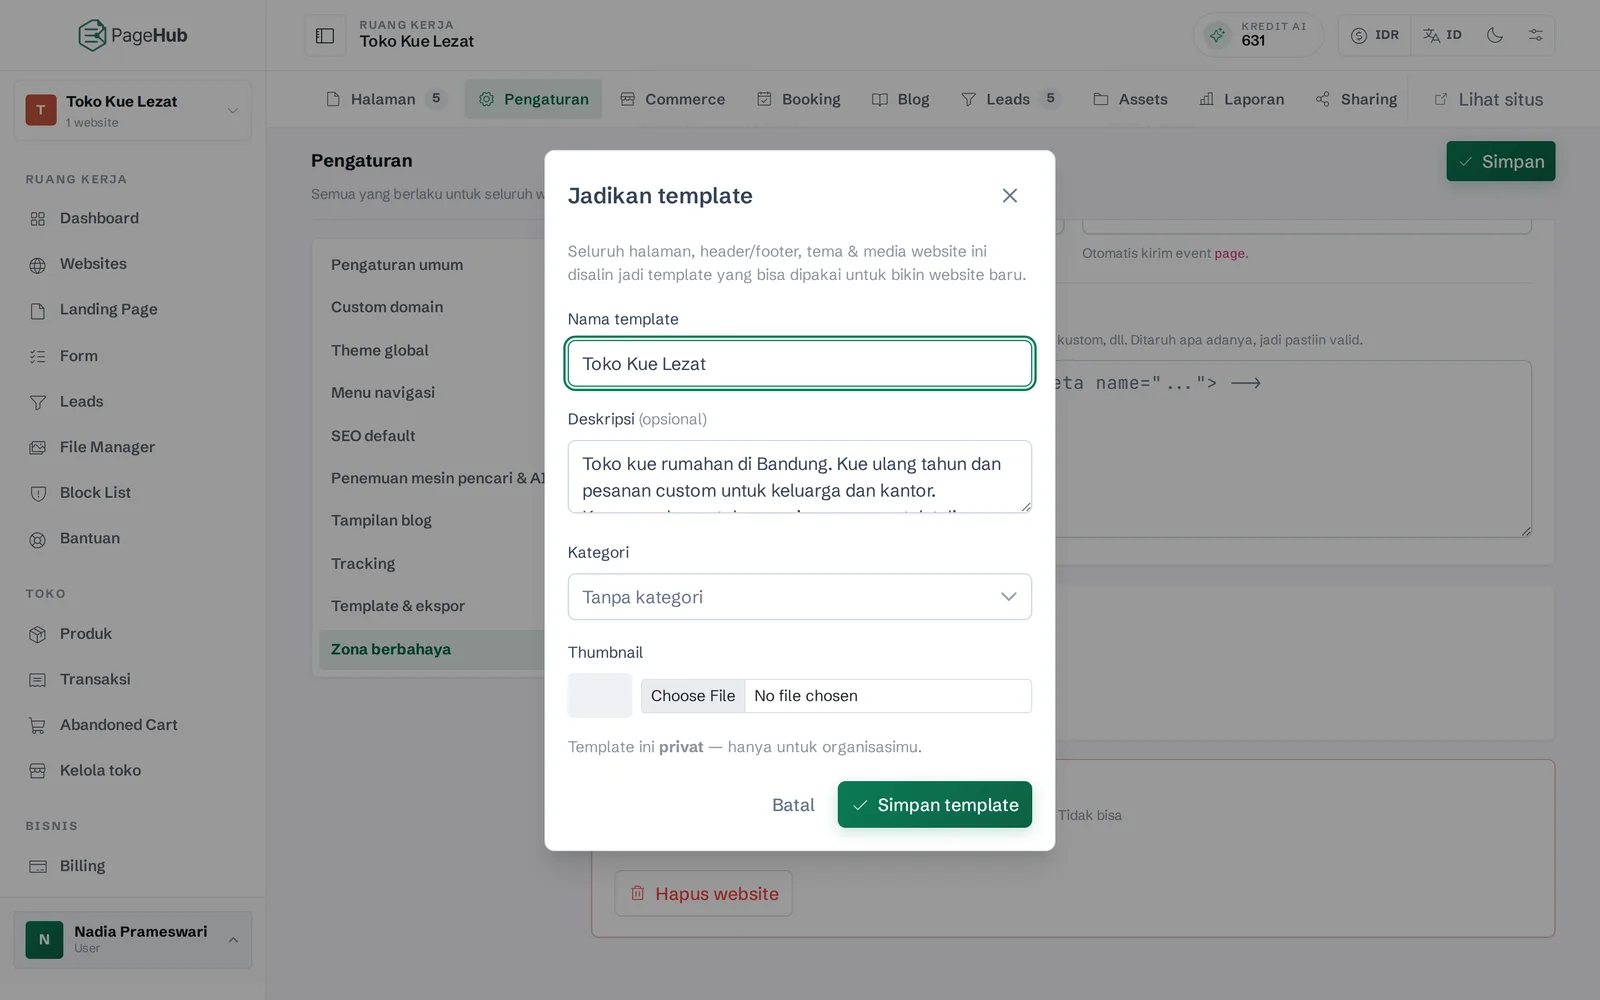 PageHub
RUANG KERJA
Toko Kue Lezat
KREDIT AI
631
IDR
ID
T
Toko Kue Lezat
1 website
Halaman 5
Pengaturan
Commerce
Booking
Blog
Leads 5
Assets
Laporan
Sharing
Lihat situs
RUANG KERJA
Dashboard
Websites
Landing Page
Form
Leads
File Manager
Block List
Bantuan
TOKO
Produk
Transaksi
Abandoned Cart
Kelola toko
BISNIS
Billing
N
Nadia Prameswari
User
Pengaturan
Semua yang berlaku untuk seluruh
Simpan
Pengaturan umum
Custom domain
Theme global
Menu navigasi
SEO default
Penemuan mesin pencari & AI
Tampilan blog
Tracking
Template & ekspor
Zona berbahaya
Otomatis kirim event page.
kustom, dll. Ditaruh apa adanya, jadi pastiin valid.
eta name="..."> -->
Tidak bisa
Hapus website
Jadikan template
Seluruh halaman, header/footer, tema & media website ini
disalin jadi template yang bisa dipakai untuk bikin website baru.
Nama template
Toko Kue Lezat
Deskripsi (opsional)
Toko kue rumahan di Bandung. Kue ulang tahun dan
pesanan custom untuk keluarga dan kantor.
Kategori
Tanpa kategori
Thumbnail
Choose File No file chosen
Template ini privat — hanya untuk organisasimu.
Batal
Simpan template